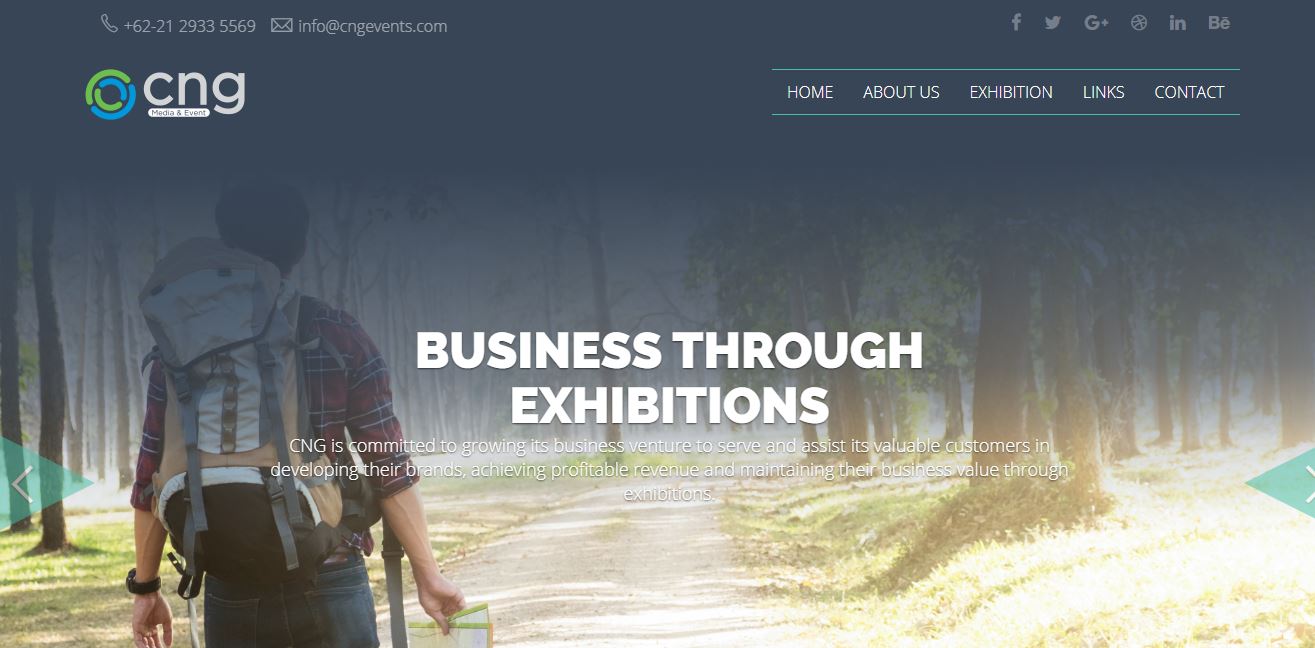 +62-21 2933 5569 info@cngevents.com
cng
Media & Event
HOME ABOUT US EXHIBITION LINKS CONTACT
BUSINESS THROUGH
EXHIBITIONS
CNG is committed to growing its business venture to serve and assist its valuable customers in
developing their brands, achieving profitable revenue and maintaining their business value through
exhibitions.